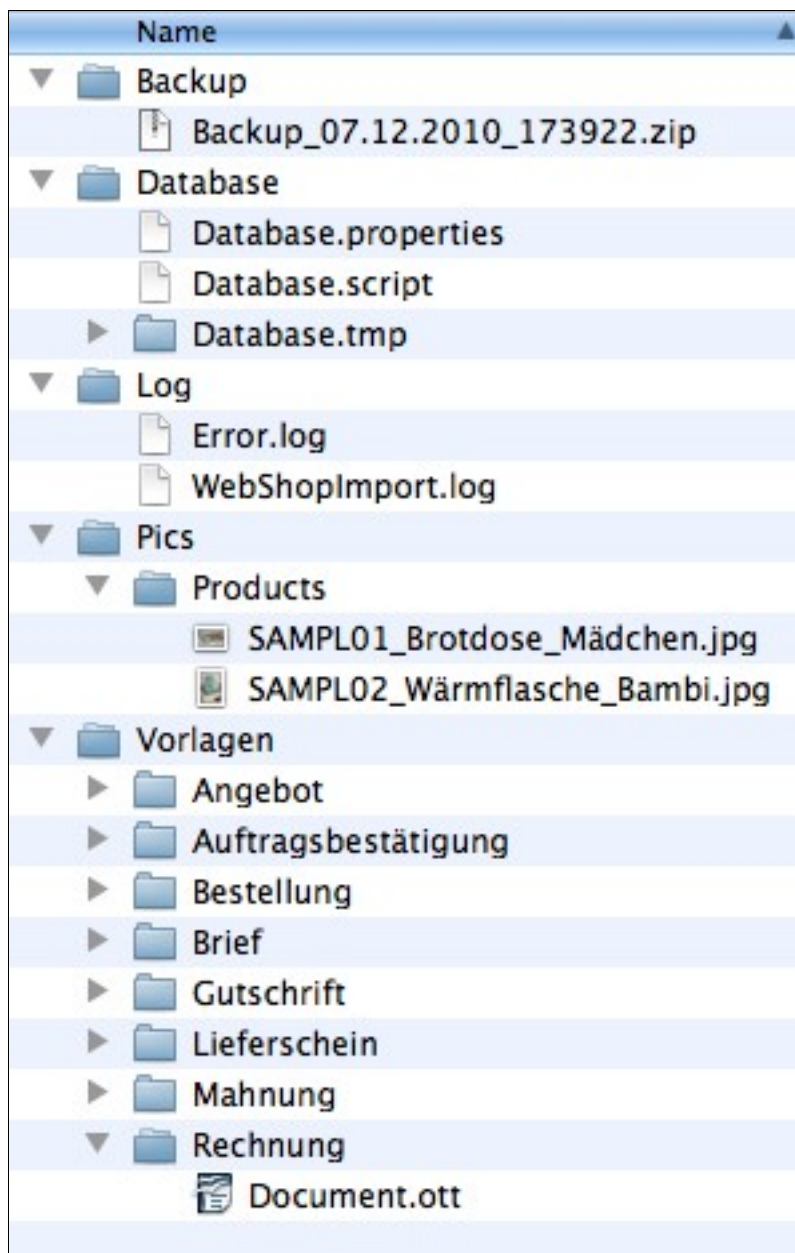 Name
Backup
Backup_07.12.2010_173922.zip
Database
Database.properties
Database.script
Database.tmp
Log
Error.log
WebShopImport.log
Pics
Products
SAMPL01_Brotdose_Mädchen.jpg
SAMPL02_Wärmflasche_Bambi.jpg
Vorlagen
Angebot
Auftragsbestätigung
Bestellung
Brief
Gutschrift
Lieferschein
Mahnung
Rechnung
Document.ott